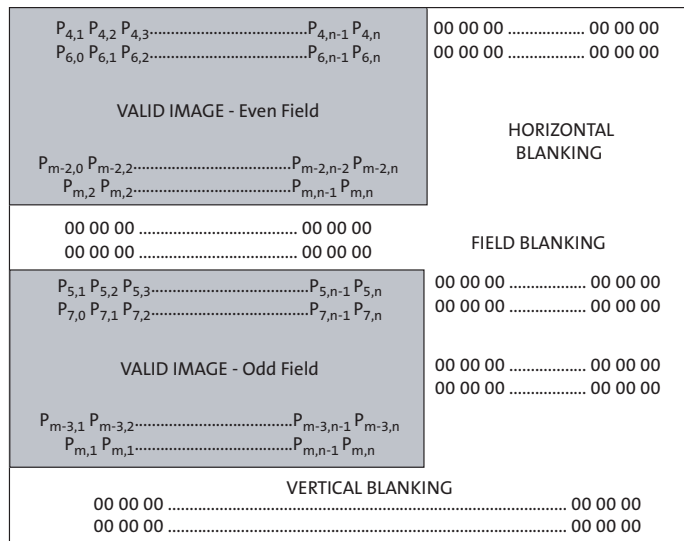 P4,1 P4,2 P4,3.....................................P4,n-1 P4,n
00 00 00 .................. 00 00 00
P6,0 P6,1 P6,2.....................................P6,n-1 P6,n
00 00 00 .................. 00 00 00
VALID IMAGE - Even Field
HORIZONTAL
BLANKING
Pm-2,0 Pm-2,2.....................................Pm-2,n-2 Pm-2,n
Pm,2 Pm,2.....................................Pm,n-1 Pm,n
00 00 00 ..................................... 00 00 00
00 00 00 ..................................... 00 00 00
FIELD BLANKING
P5,1 P5,2 P5,3.....................................P5,n-1 P5,n
00 00 00 .................. 00 00 00
P7,0 P7,1 P7,2.....................................P7,n-1 P7,n
00 00 00 .................. 00 00 00
VALID IMAGE - Odd Field
00 00 00 .................. 00 00 00
00 00 00 .................. 00 00 00
Pm-3,1 Pm-3,2.....................................Pm-3,n-1 Pm-3,n
Pm,1 Pm,1.....................................Pm,n-1 Pm,n
VERTICAL BLANKING
00 00 00 ............................................................................................. 00 00 00
00 00 00 ............................................................................................. 00 00 00